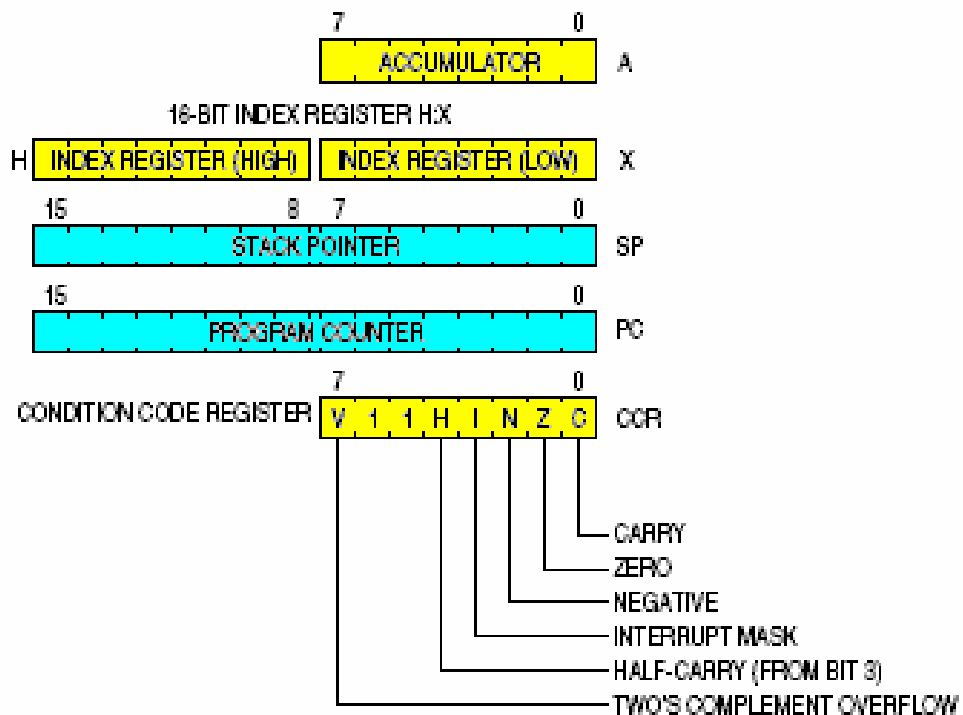 7 0
ACCUMULATOR A
16-BIT INDEX REGISTER H:X
H INDEX REGISTER (HIGH) INDEX REGISTER (LOW) X
15 8 7 0
STACK POINTER SP
15 0
PROGRAM COUNTER PC
7 0
CONDITION CODE REGISTER V 1 1 H I N Z C CCR
CARRY
ZERO
NEGATIVE
INTERRUPT MASK
HALF-CARRY (FROM BIT 3)
TWO'S COMPLEMENT OVERFLOW